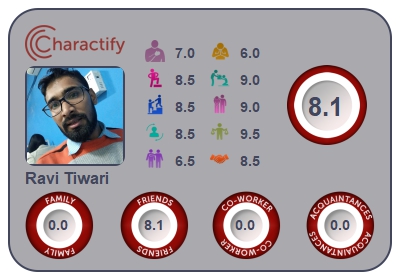 Charactify
7.0 6.0
8.5 9.0
8.5 9.0
8.5 9.5
6.5 8.5
8.1
Ravi Tiwari
FAMILY
0.0
FAMILY
FRIENDS
8.1
FRIENDS
CO-WORKER
0.0
CO-WORKER
ACQUAINTANCES
0.0
ACQUAINTANCES